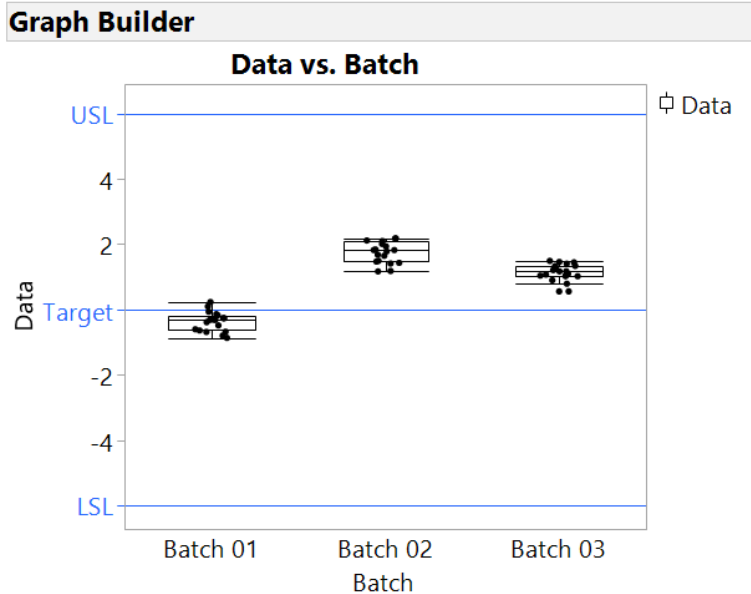 Graph Builder
Data vs. Batch
USL
4
2
Target
-2
-4
LSL
Data
Batch 01 Batch 02 Batch 03
Batch
Data